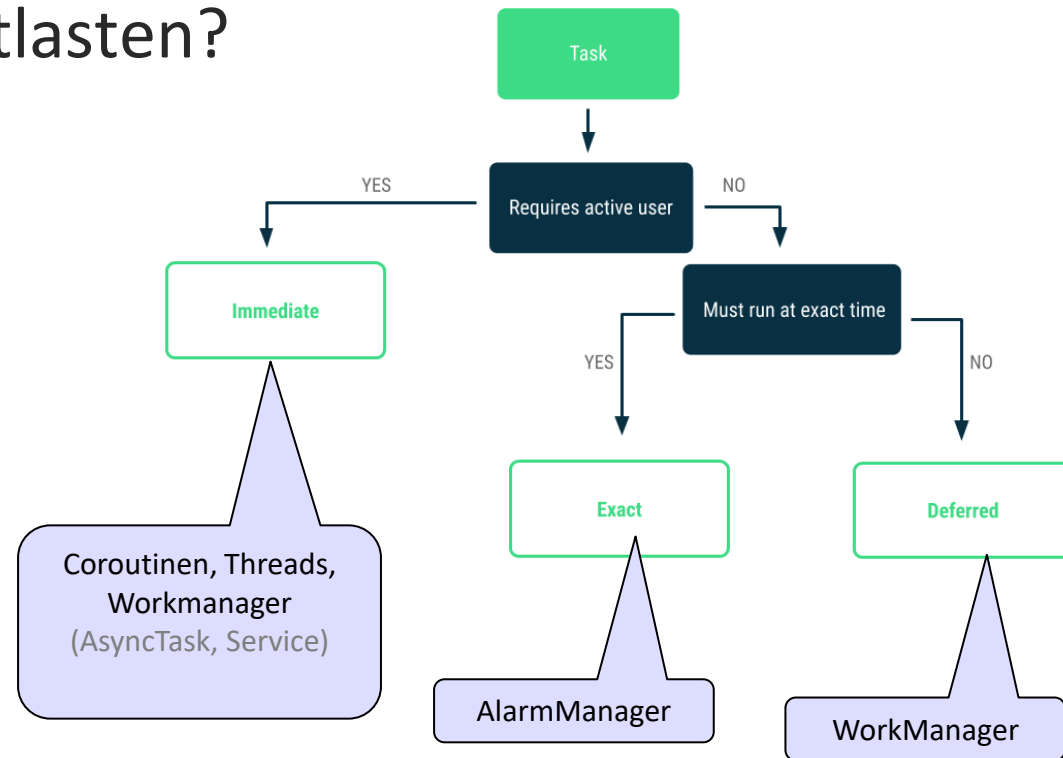 tlasten?
Task
YES
Requires active user
NO
Immediate
Must run at exact time
YES
NO
Exact
Deferred
Coroutinen, Threads,
Workmanager
(AsyncTask, Service)
AlarmManager
WorkManager